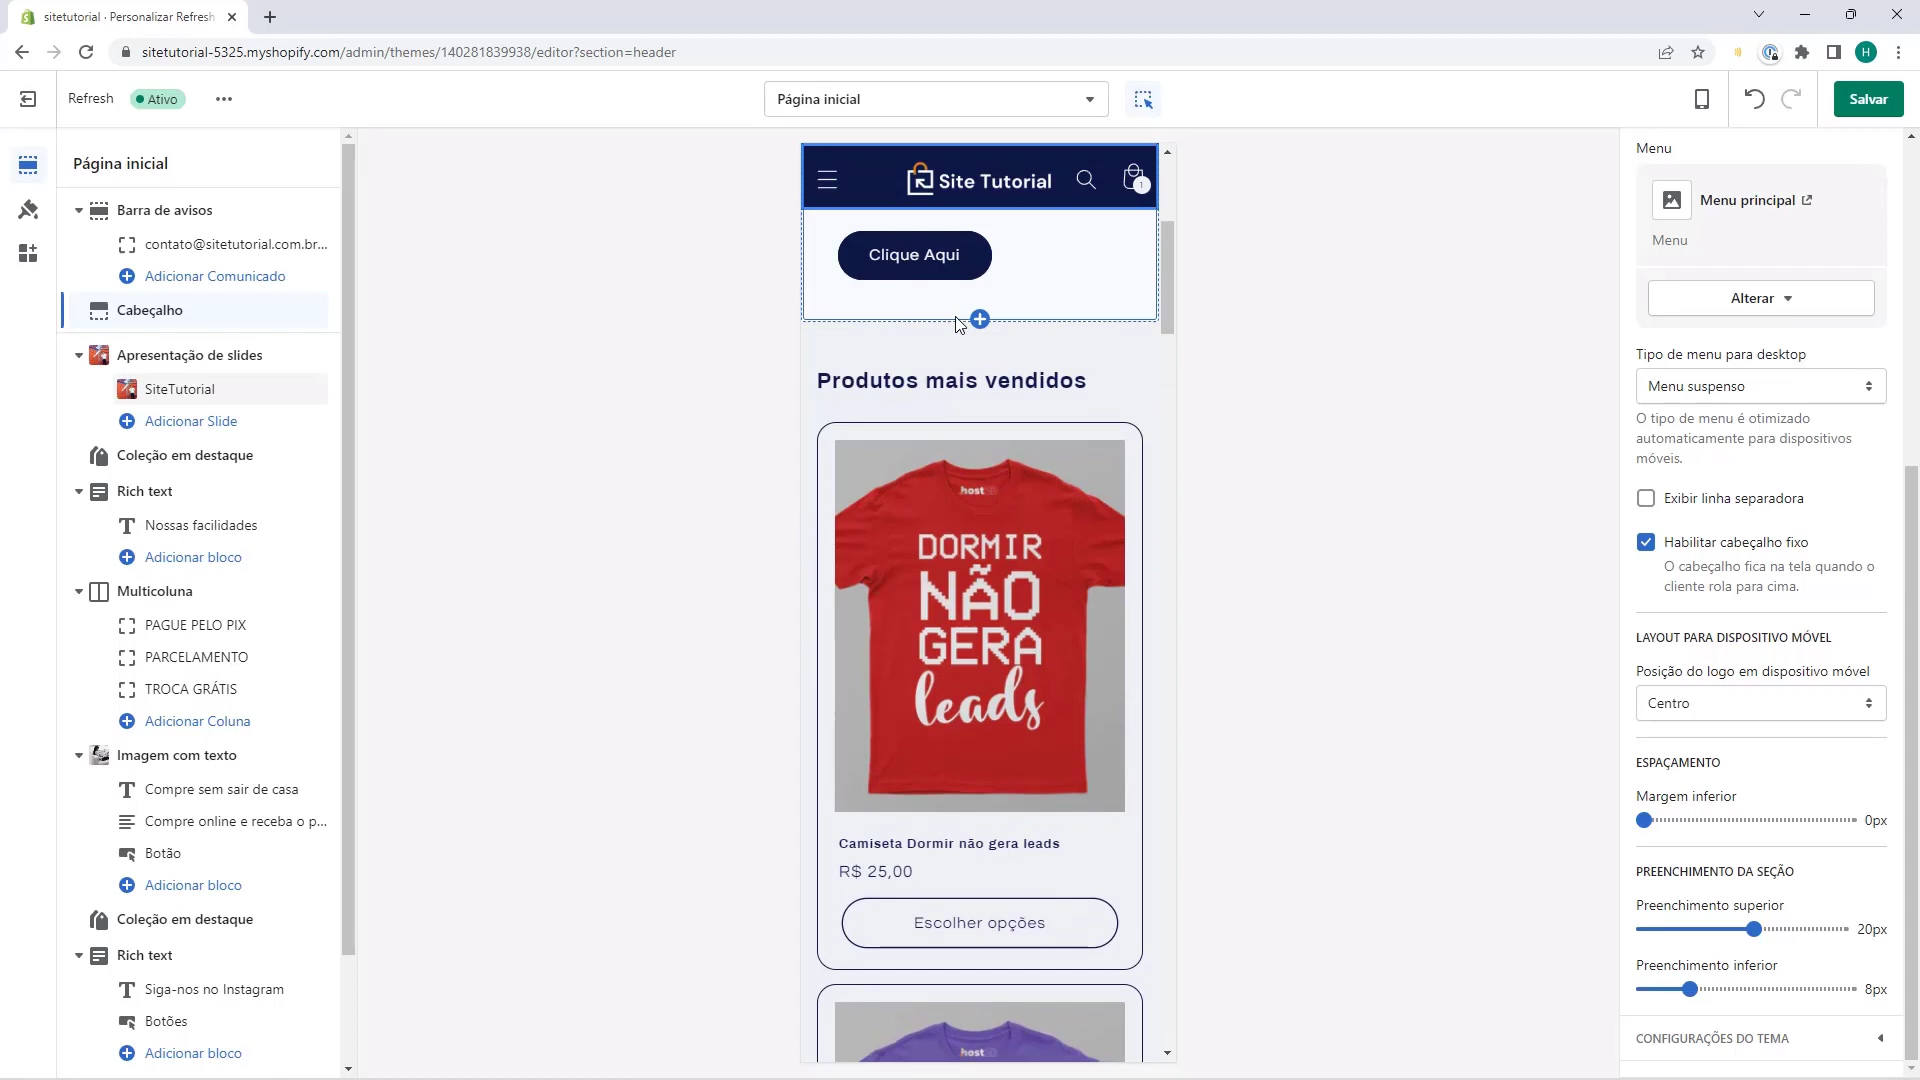 sitetutorial · Personalizar Refresh
sitetutorial-5325.myshopify.com/admin/themes/140281839938/editor?section=header
H
Refresh
Ativo
Página inicial
Salvar
Página inicial
Barra de avisos
contato@sitetutorial.com.br...
Adicionar Comunicado
Cabeçalho
Apresentação de slides
SiteTutorial
Adicionar Slide
Coleção em destaque
Rich text
Nossas facilidades
Adicionar bloco
Multicoluna
PAGUE PELO PIX
PARCELAMENTO
TROCA GRÁTIS
Adicionar Coluna
Imagem com texto
Compre sem sair de casa
Compre online e receba o p...
Botão
Adicionar bloco
Coleção em destaque
Rich text
Siga-nos no Instagram
Botões
Adicionar bloco
Site Tutorial
1
Clique Aqui
Produtos mais vendidos
DORMIR
NÃO
GERA
leads
Camiseta Dormir não gera leads
R$ 25,00
Escolher opções
Menu
Menu principal
Menu
Alterar
Tipo de menu para desktop
Menu suspenso
O tipo de menu é otimizado
automaticamente para dispositivos
móveis.
Exibir linha separadora
Habilitar cabeçalho fixo
O cabeçalho fica na tela quando o
cliente rola para cima.
LAYOUT PARA DISPOSITIVO MÓVEL
Posição do logo em dispositivo móvel
Centro
ESPAÇAMENTO
Margem inferior
0px
PREENCHIMENTO DA SEÇÃO
Preenchimento superior
20px
Preenchimento inferior
8px
CONFIGURAÇÕES DO TEMA